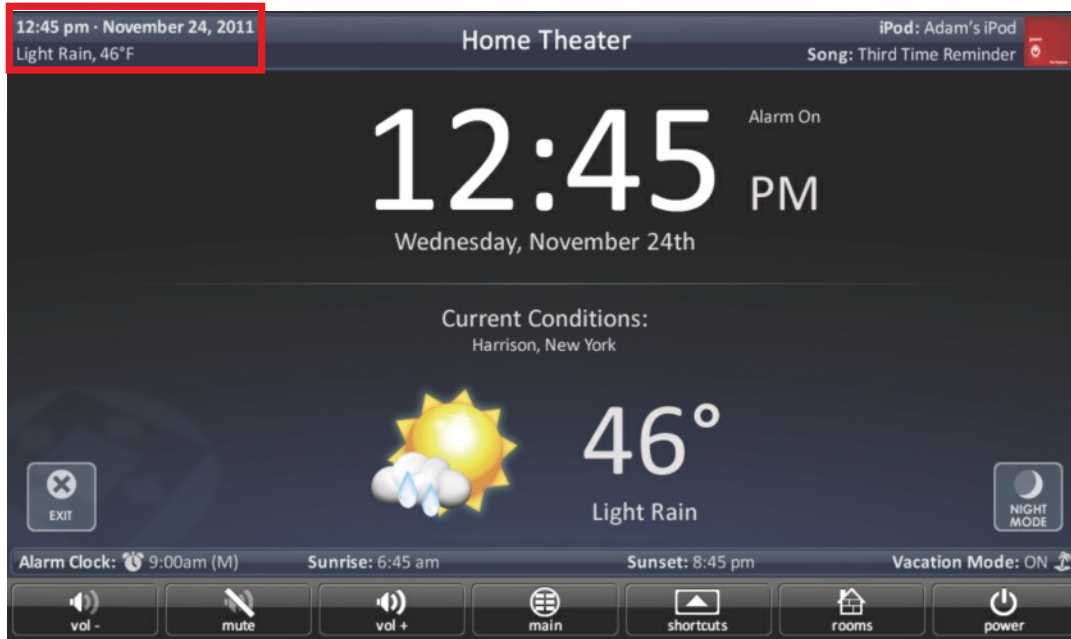 12:45 pm · November 24, 2011
Light Rain, 46°F
Home Theater
iPod: Adam's iPod
Song: Third Time Reminder
12:45 PM
Alarm On
Wednesday, November 24th
Current Conditions:
Harrison, New York
46°
Light Rain
EXIT
NIGHT
MODE
Alarm Clock: 9:00am (M) Sunrise: 6:45 am Sunset: 8:45 pm Vacation Mode: ON
vol - mute vol + main shortcuts rooms power